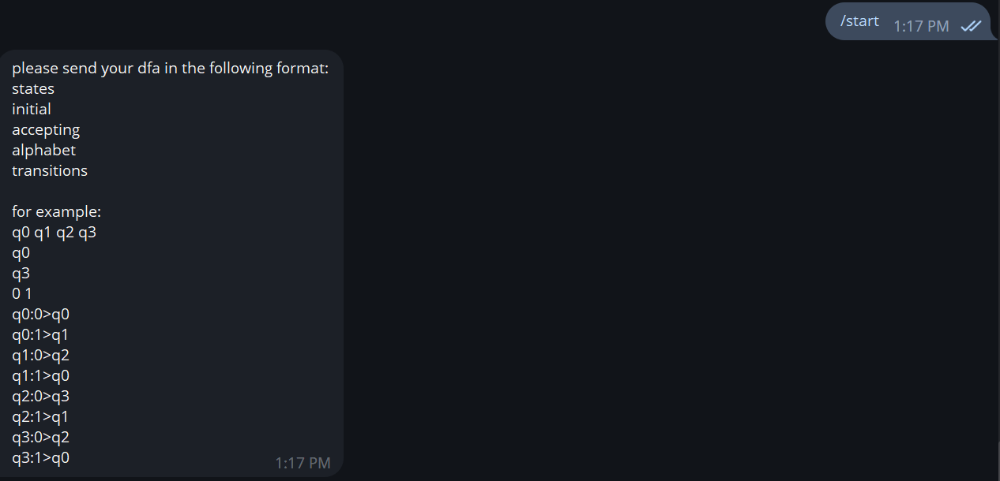 /start 1:17 PM
please send your dfa in the following format:
states
initial
accepting
alphabet
transitions
for example:
q0 q1 q2 q3
q0
q3
0 1
q0:0>q0
q0:1>q1
q1:0>q2
q1:1>q0
q2:0>q3
q2:1>q1
q3:0>q2
q3:1>q0
1:17 PM